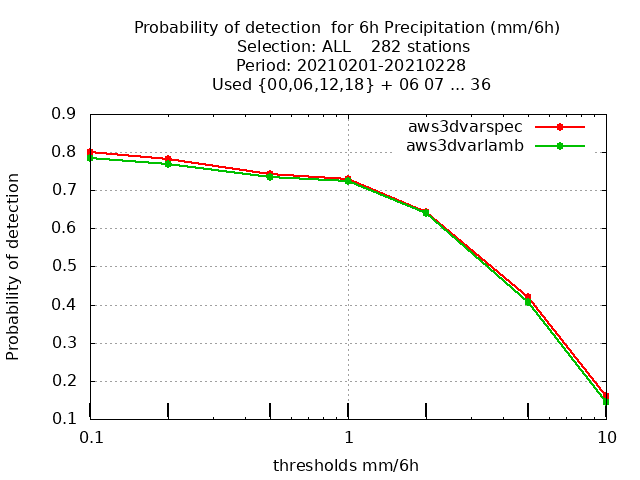 Probability of detection  for 6h Precipitation (mm/6h)
Selection: ALL    282 stations
Period: 20210201-20210228
Used {00,06,12,18} + 06 07 ... 36
aws3dvarspec
aws3dvarlamb
Probability of detection
0.9
0.8
0.7
0.6
0.5
0.4
0.3
0.2
0.1
0.1 1 10
thresholds mm/6h